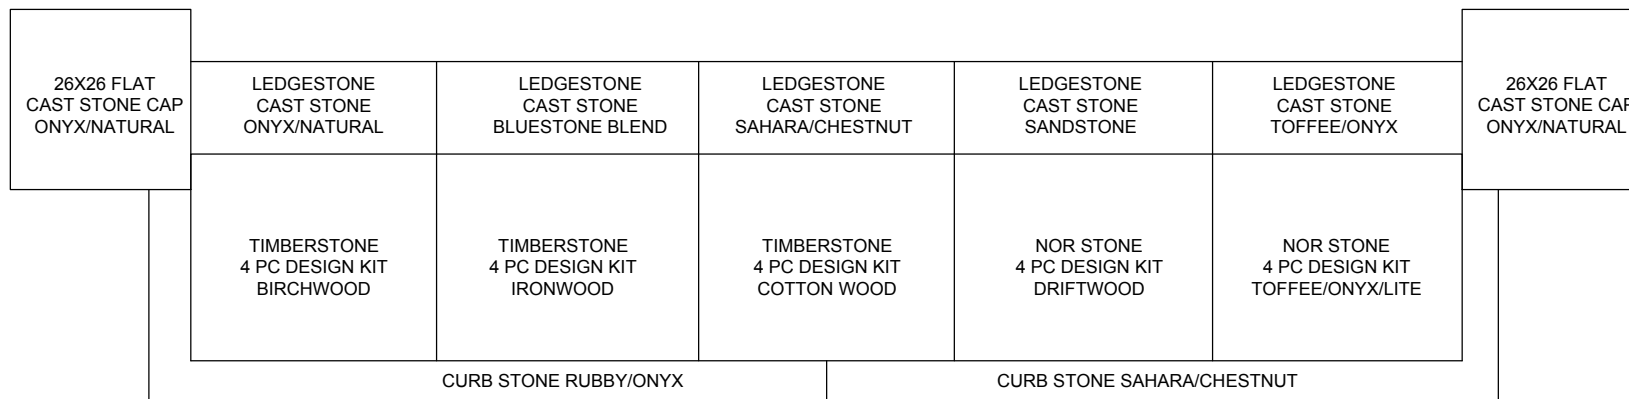 26X26 FLAT
CAST STONE CAP
ONYX/NATURAL
LEDGESTONE
CAST STONE
ONYX/NATURAL
LEDGESTONE
CAST STONE
BLUESTONE BLEND
LEDGESTONE
CAST STONE
SAHARA/CHESTNUT
LEDGESTONE
CAST STONE
SANDSTONE
LEDGESTONE
CAST STONE
TOFFEE/ONYX
26X26 FLAT
CAST STONE CAP
ONYX/NATURAL
TIMBERSTONE
4 PC DESIGN KIT
BIRCHWOOD
TIMBERSTONE
4 PC DESIGN KIT
IRONWOOD
TIMBERSTONE
4 PC DESIGN KIT
COTTON WOOD
NOR STONE
4 PC DESIGN KIT
DRIFTWOOD
NOR STONE
4 PC DESIGN KIT
TOFFEE/ONYX/LITE
CURB STONE RUBBY/ONYX
CURB STONE SAHARA/CHESTNUT